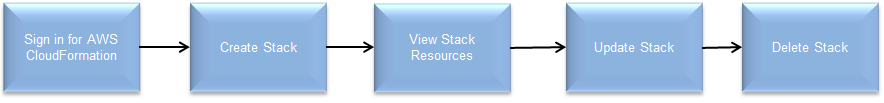 Sign in for AWS
CloudFormation
Create Stack
View Stack
Resources
Update Stack
Delete Stack